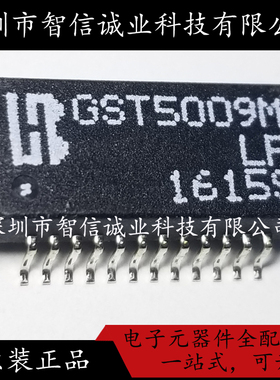 圳市智信诚业科技有限公
GST5009M
LF
1615S
深圳市智信诚业科技有限公司
电子元器件全配
一站式,可
装正品